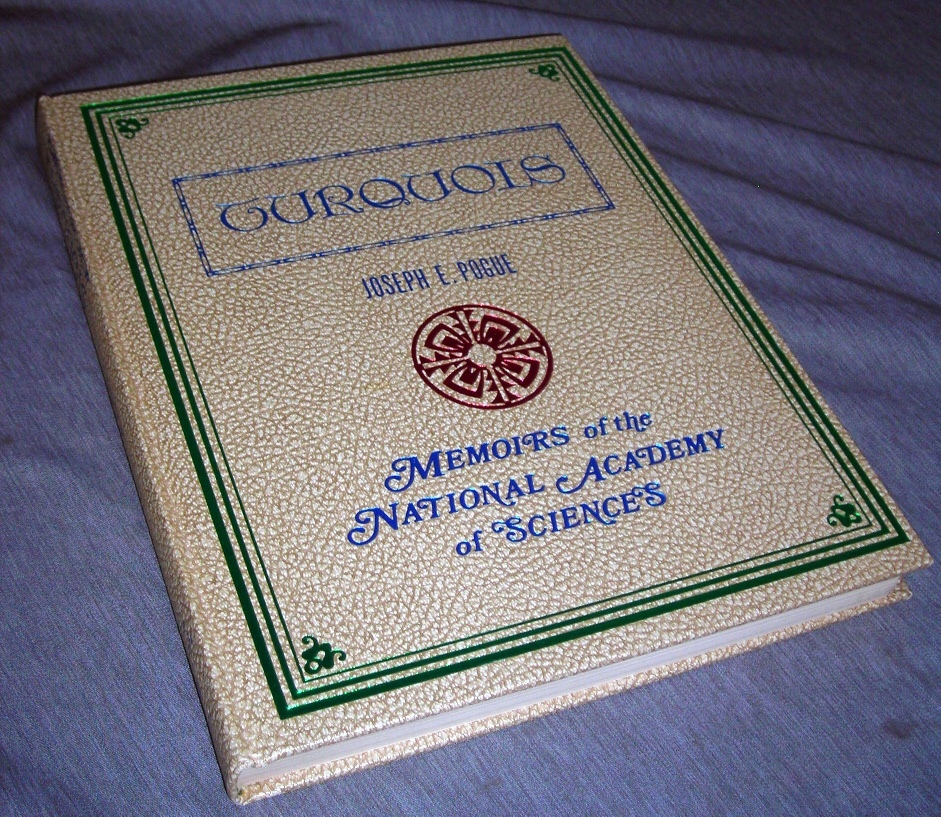 TURQUOIS
JOSEPH E. POGUE
MEMOIRS of the
NATIONAL ACADEMY
of SCIENCES